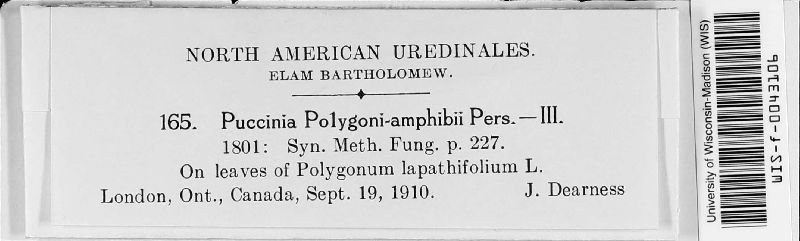 NORTH AMERICAN UREDINALES.
ELAM BARTHOLOMEW.
165. Puccinia Polygoni-amphibii Pers.—III.
1801: Syn. Meth. Fung. p. 227.
On leaves of Polygonum lapathifolium L.
London, Ont., Canada, Sept. 19, 1910. J. Dearness
University of Wisconsin-Madison (WIS)
WIS-f-0043106